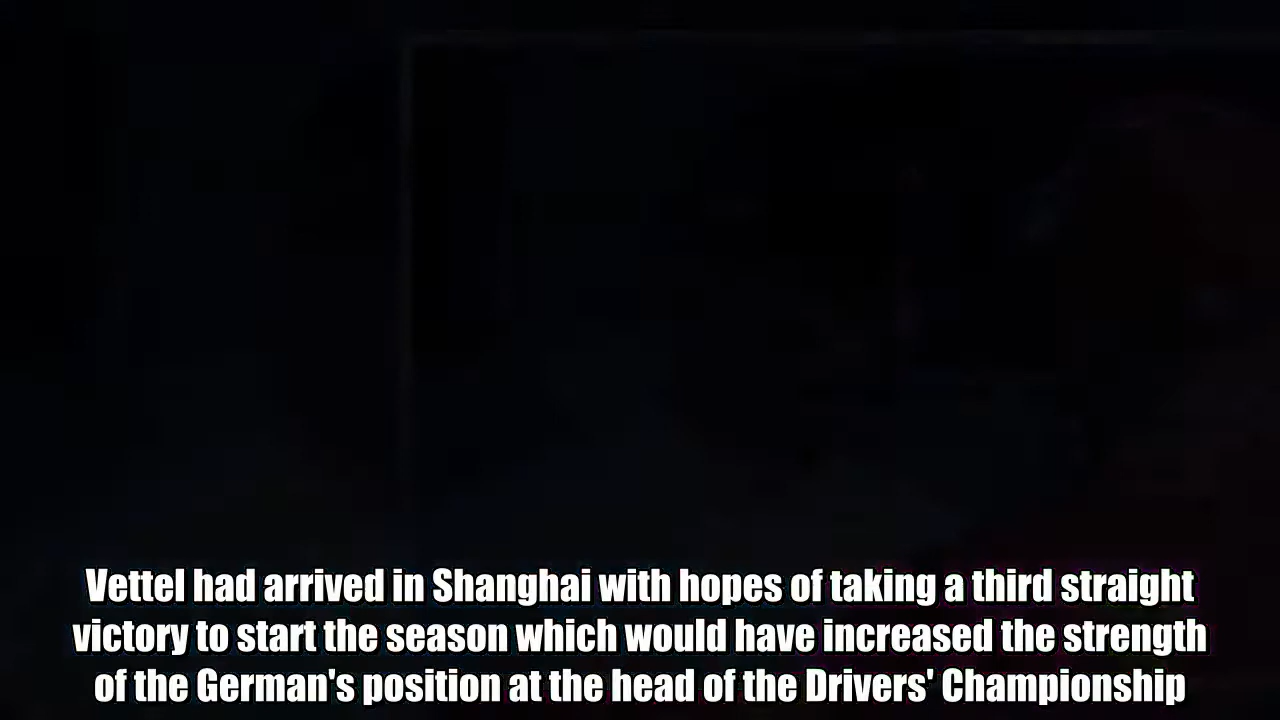 Vettel had arrived in Shanghai with hopes of taking a third straight
victory to start the season which would have increased the strength
of the German's position at the head of the Drivers' Championship